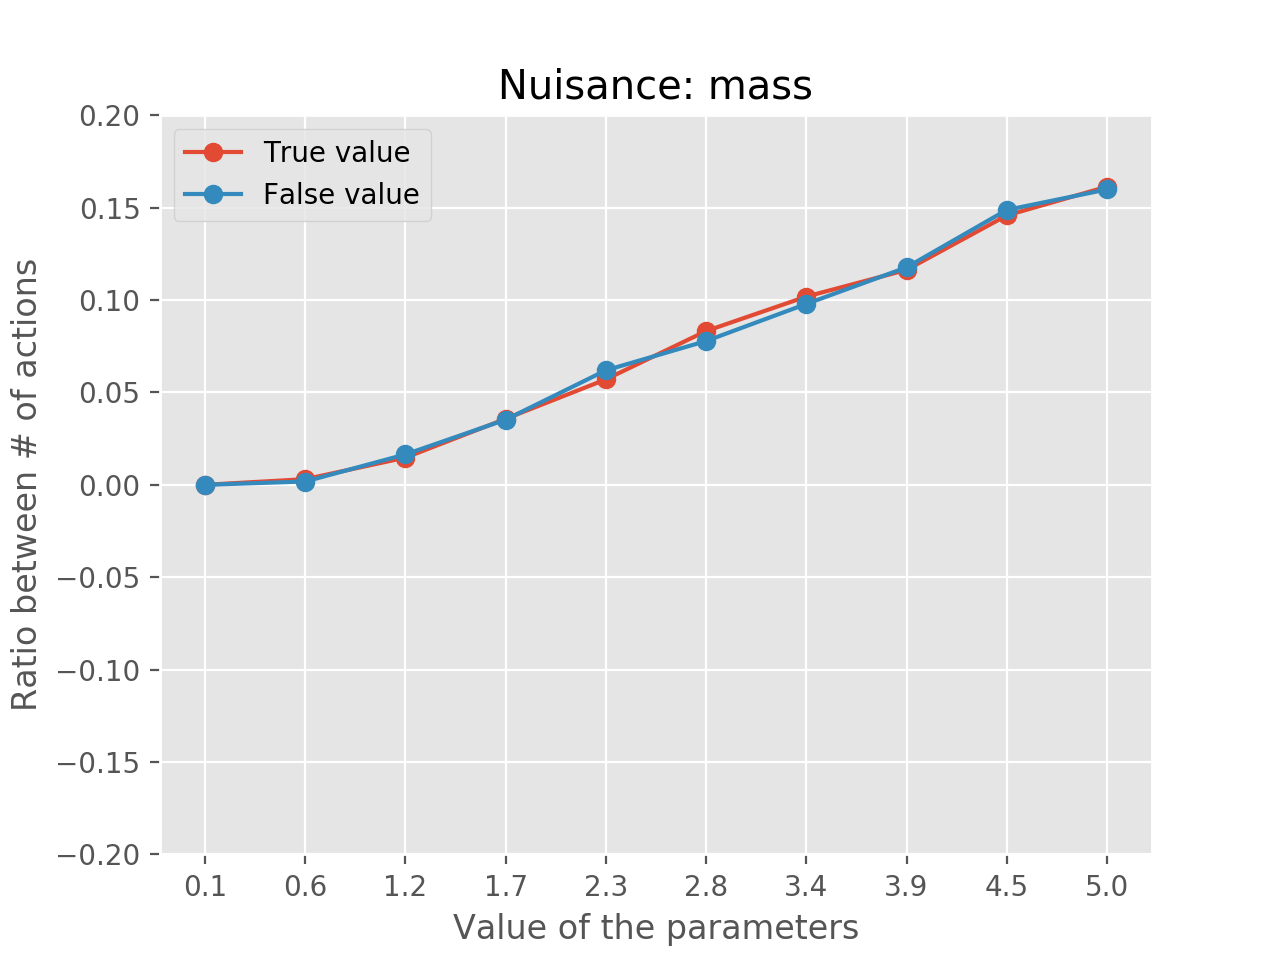 Nuisance: mass
True value
False value
Ratio between # of actions
0.20
0.15
0.10
0.05
0.00
−0.05
−0.10
−0.15
−0.20
0.1 0.6 1.2 1.7 2.3 2.8 3.4 3.9 4.5 5.0
Value of the parameters